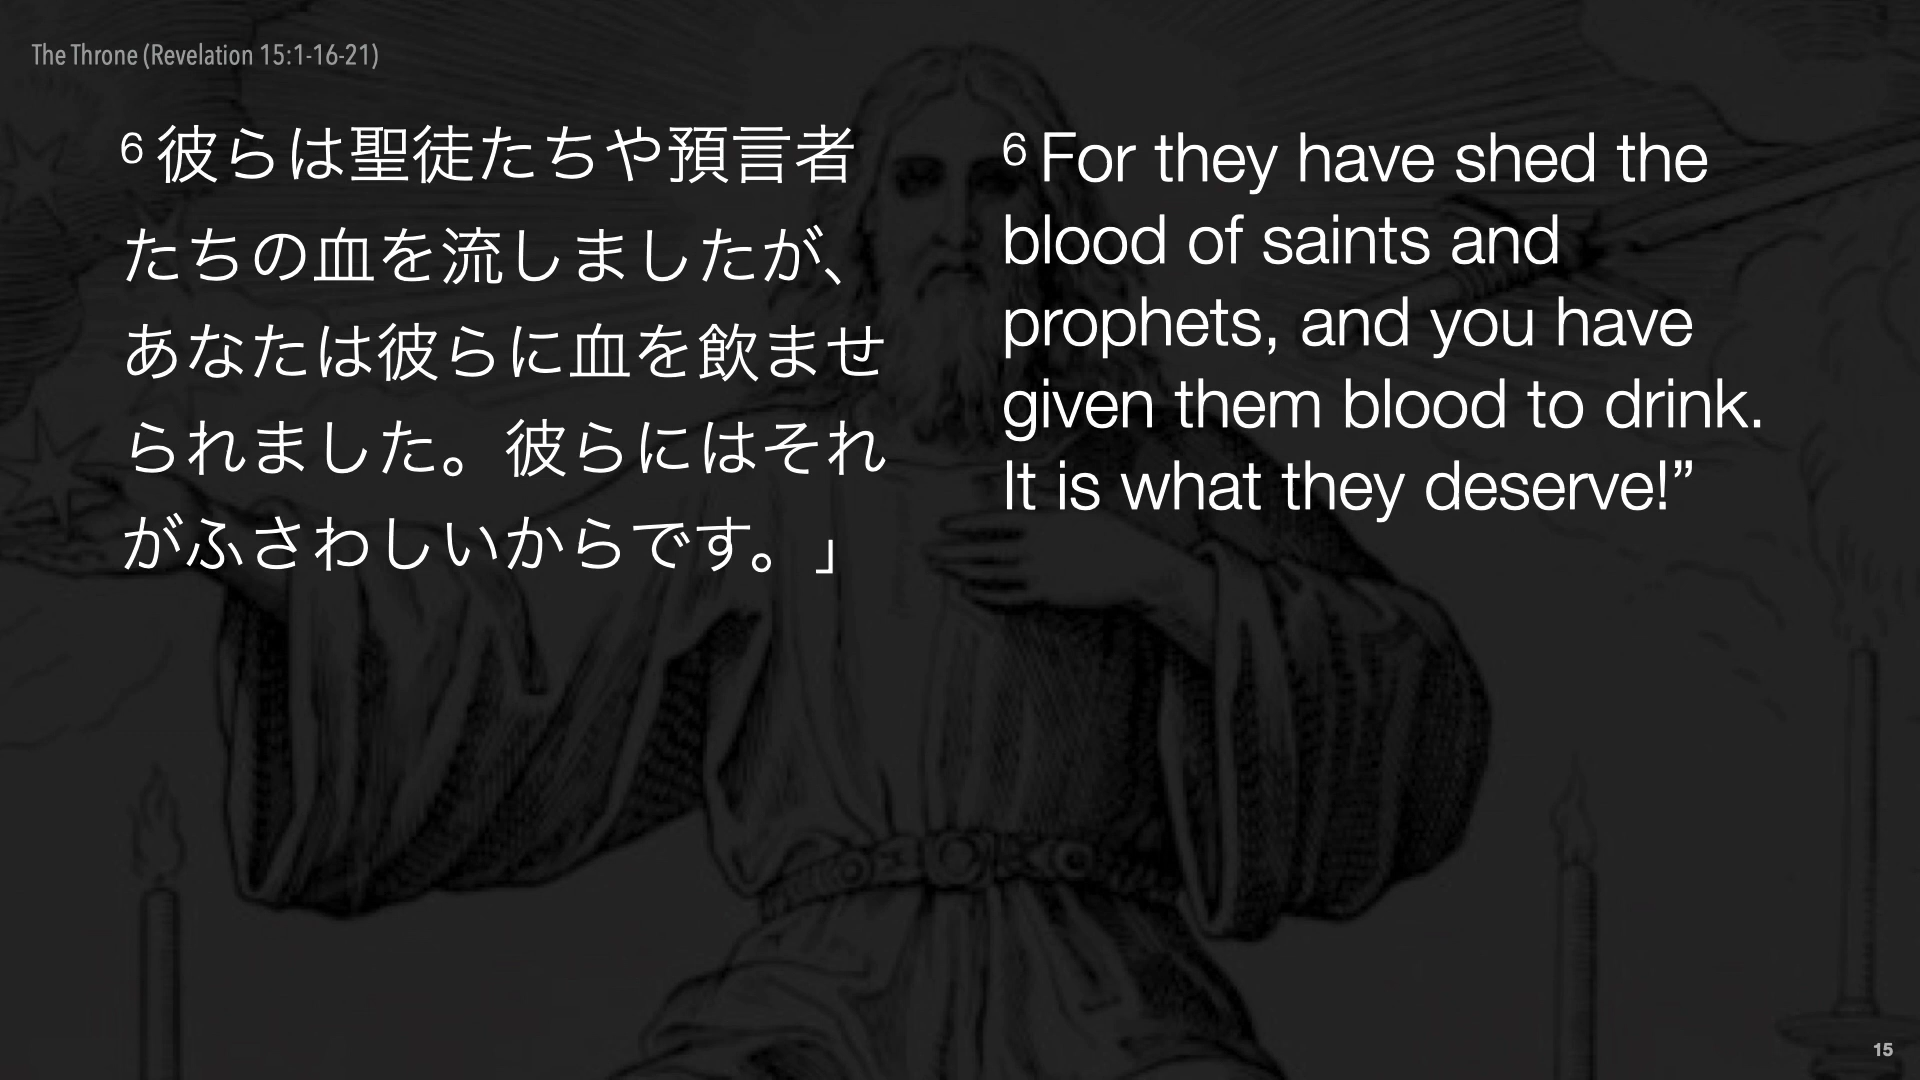 The Throne (Revelation 15:1-16-21)
6 彼らは聖徒たちや預言者
たちの血を流しましたが、
あなたは彼らに血を飲ませ
られました。彼らにはそれ
がふさわしいからです。」
6 For they have shed the
blood of saints and
prophets, and you have
given them blood to drink.
It is what they deserve!”
15